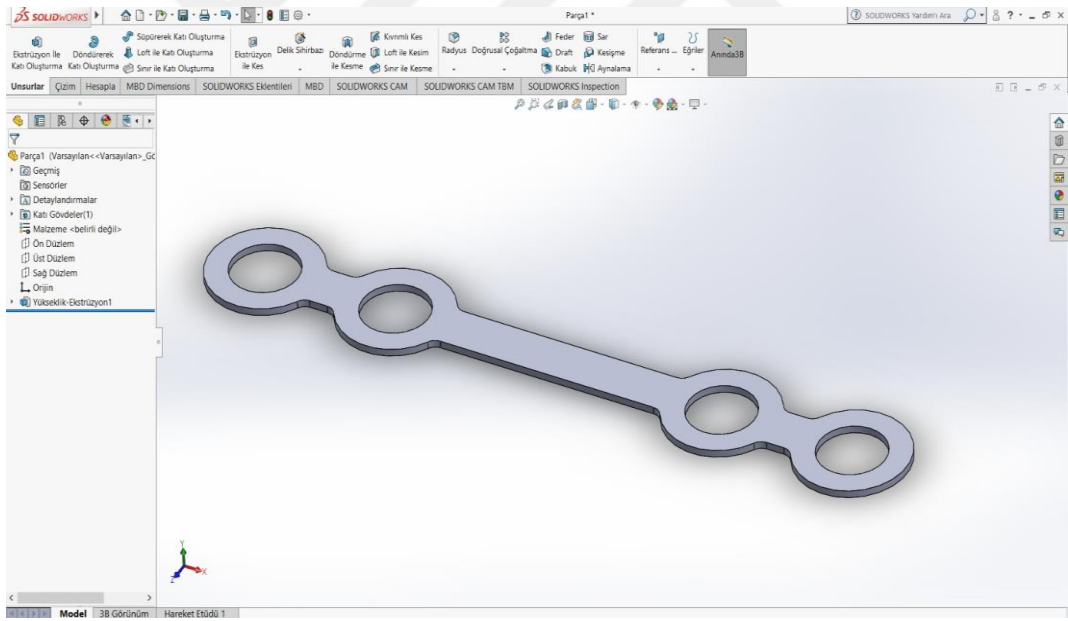 SOLIDWORKS
Parça1 *
SOLIDWORKS Yardım'ı Ara
Ekstrüzyon İle Katı Oluşturma
Döndürerek Katı Oluşturma
Süpürerek Katı Oluşturma
Loft ile Katı Oluşturma
Sınır ile Katı Oluşturma
Ekstrüzyon ile Kes
Delik Sihirbazı
Döndürme ile Kesme
Kıvrımlı Kes
Loft ile Kesim
Sınır ile Kesme
Radyus
Doğrusal Çoğaltma
Feder
Draft
Kabuk
Sar
Kesişme
Aynalama
Referans ...
Eğriler
Anında3B
Unsurlar
Çizim
Hesapla
MBD Dimensions
SOLIDWORKS Eklentileri
MBD
SOLIDWORKS CAM
SOLIDWORKS CAM TBM
SOLIDWORKS Inspection
Parça1 (Varsayılan<<Varsayılan>_Gö
Geçmiş
Sensörler
Detaylandırmalar
Katı Gövdeler(1)
Malzeme <belirli değil>
Ön Düzlem
Üst Düzlem
Sağ Düzlem
Orijin
Yükseklik-Ekstrüzyon1
Y
X
Z
Model
3B Görünüm
Hareket Etüdü 1